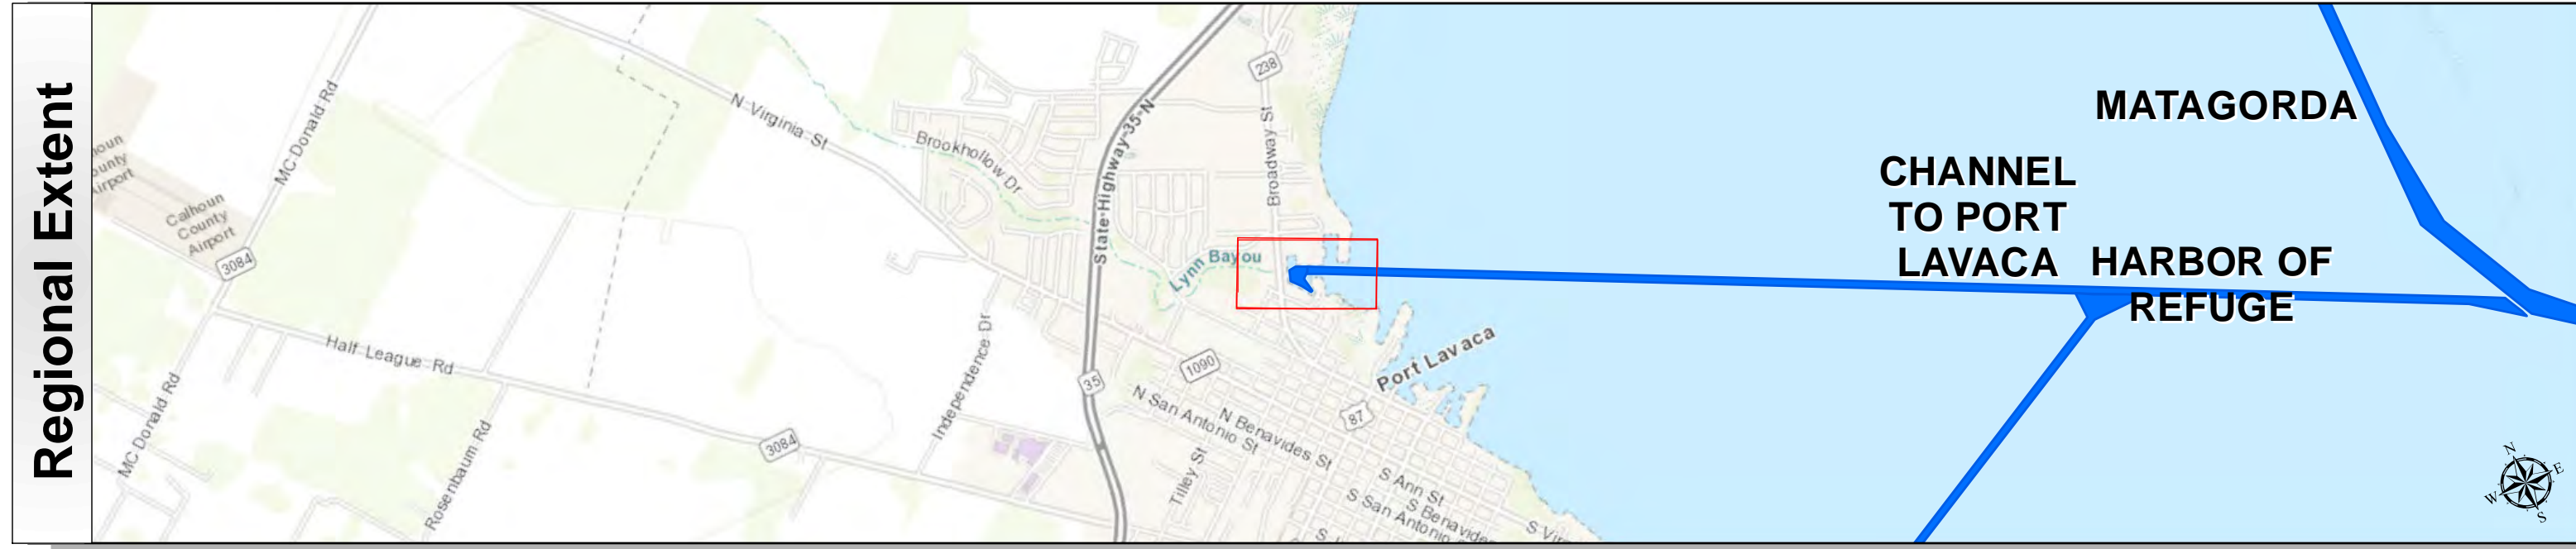 Regional Extent
MC Donald Rd
N Virginia St
Brookhollow Dr
State Highway 35 N
238
Broadway St
MATAGORDA
CHANNEL
TO PORT
LAVACA
HARBOR OF
REFUGE
ounty
irport
Calhoun
County
Airport
3084
Lynn Bayou
Half League Rd
Independence Dr
35
1090
Port Lavaca
87
MC Donald Rd
Rosenbaum Rd
3084
N San Antonio St
N Benavides St
Tilley St
S Ann St
S Benavides
S San Antonio
S Vir
N
E
W
S